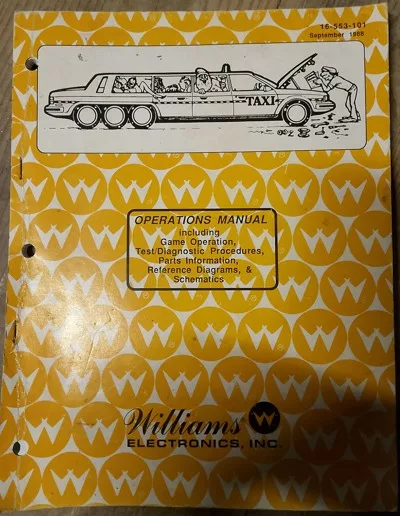 16-553-101
September 1988
TAXI
OPERATIONS MANUAL
including
Game Operation,
Test/Diagnostic Procedures,
Parts Information,
Reference Diagrams, &
Schematics
Williams
ELECTRONICS, INC.